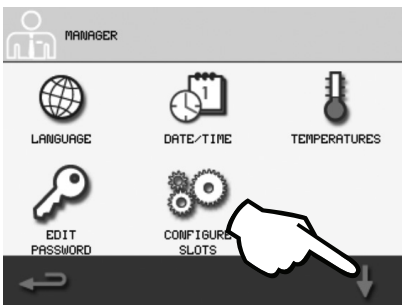 MANAGER
1
LANGUAGE
DATE/TIME
TEMPERATURES
EDIT
PASSWORD
CONFIGURE
SLOTS